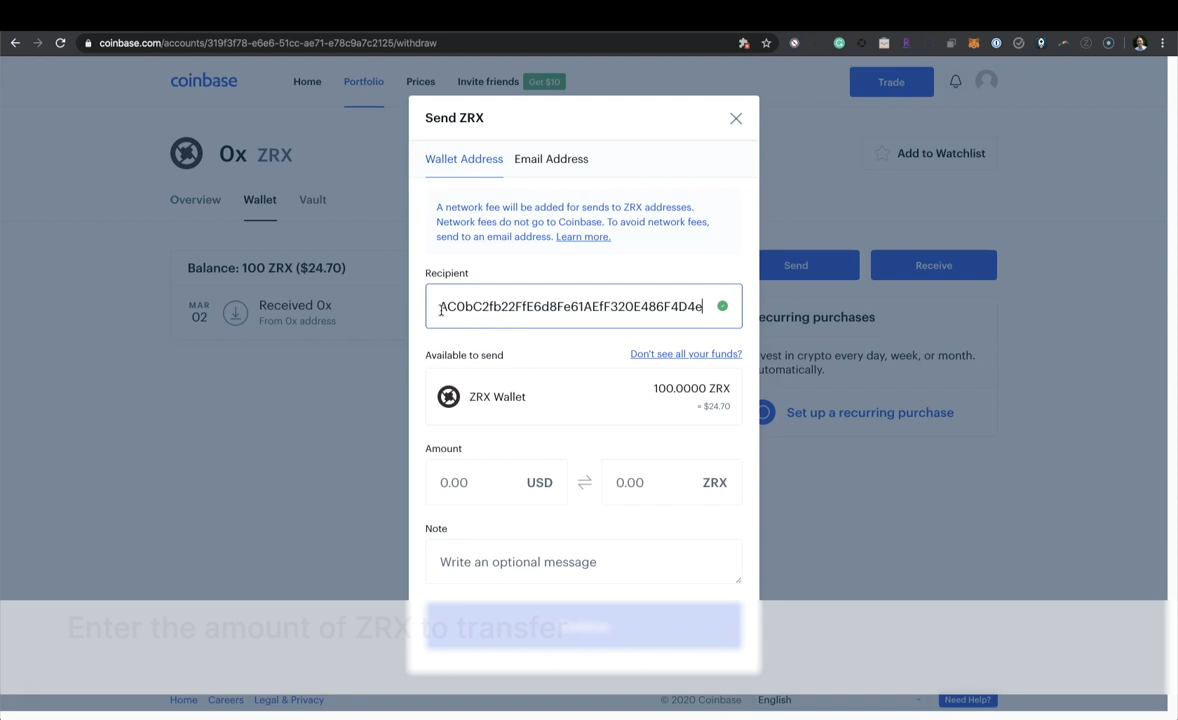 coinbase.com/accounts/319f3f78-e6e6-51cc-ae71-e78c9a7c2125/withdraw
coinbase
Home
Portfolio
Prices
Invite friends
Get $10
Trade
Send ZRX
0x ZRX
Add to Watchlist
Wallet Address
Email Address
Overview
Wallet
Vault
A network fee will be added for sends to ZRX addresses.
Network fees do not go to Coinbase. To avoid network fees,
send to an email address. Learn more.
Balance: 100 ZRX ($24.70)
Send
Receive
Recipient
MAR
02
Received 0x
From 0x address
AC0bC2fb22FfE6d8Fe61AEfF320E486F4D4e
ecurring purchases
Available to send
Don't see all your funds?
vest in crypto every day, week, or month.
utomatically.
ZRX Wallet
100.0000 ZRX
≈ $24.70
Set up a recurring purchase
Amount
0.00 USD
0.00 ZRX
Note
Write an optional message
Enter the amount of ZRX to transfer
Home
Careers
Legal & Privacy
© 2020 Coinbase
English
Need Help?